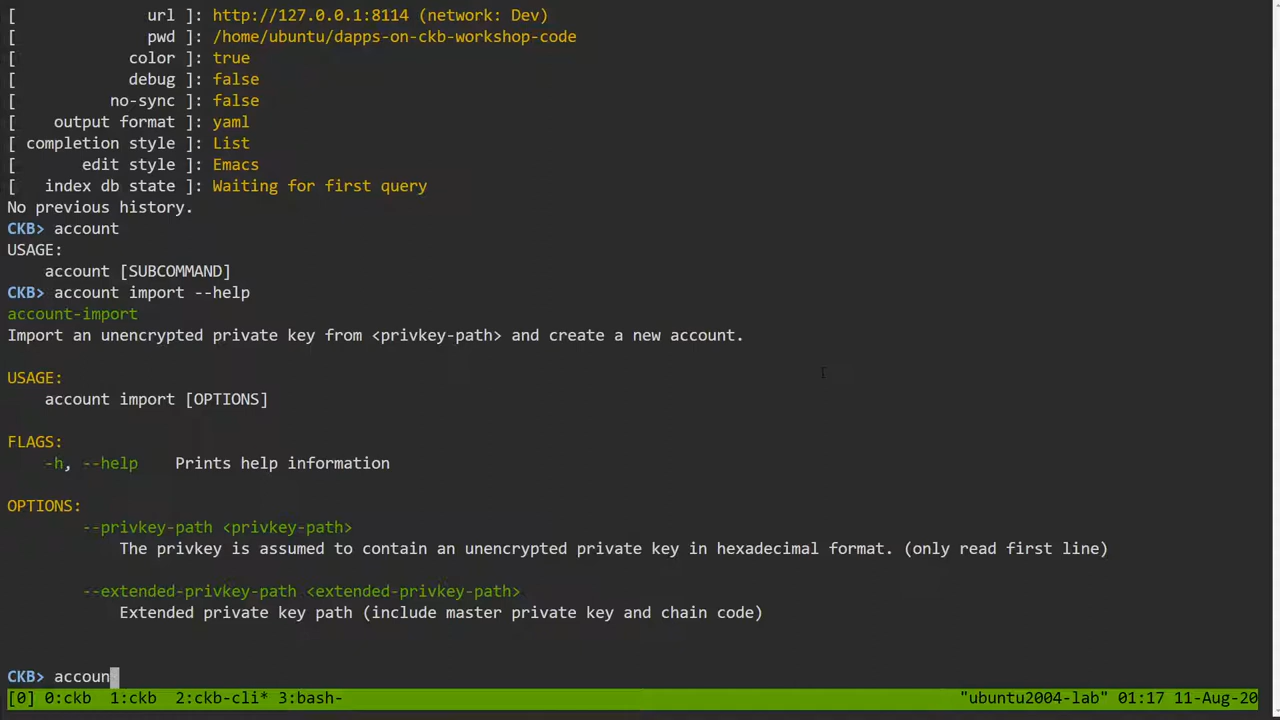 [                url ]: http://127.0.0.1:8114 (network: Dev)
[                pwd ]: /home/ubuntu/dapps-on-ckb-workshop-code
[              color ]: true
[              debug ]: false
[            no-sync ]: false
[      output format ]: yaml
[   completion style ]: List
[         edit style ]: Emacs
[     index db state ]: Waiting for first query
No previous history.
CKB> account
USAGE:
    account [SUBCOMMAND]
CKB> account import --help
account-import
Import an unencrypted private key from <privkey-path> and create a new account.

USAGE:
    account import [OPTIONS]

FLAGS:
    -h, --help    Prints help information

OPTIONS:
        --privkey-path <privkey-path>
            The privkey is assumed to contain an unencrypted private key in hexadecimal format. (only read first line)

        --extended-privkey-path <extended-privkey-path>
            Extended private key path (include master private key and chain code)

CKB> accoun
[0] 0:ckb  1:ckb  2:ckb-cli* 3:bash- "ubuntu2004-lab" 01:17 11-Aug-20